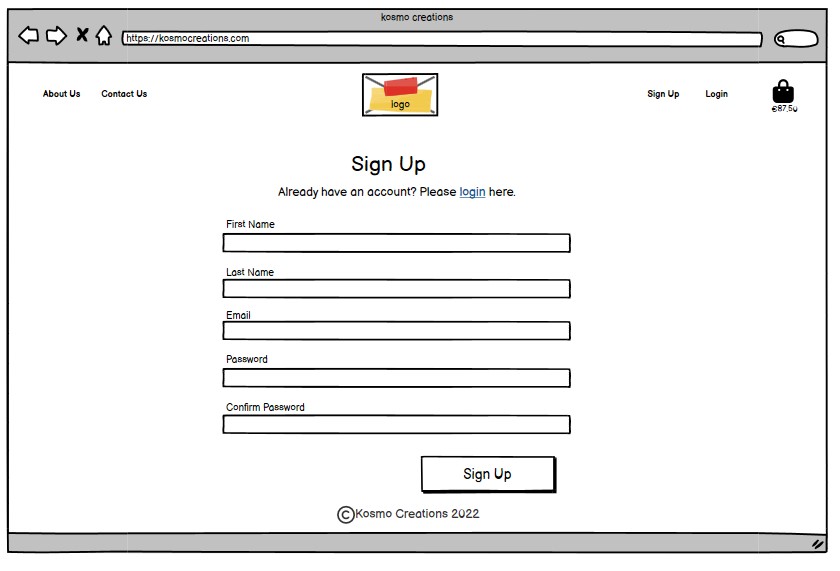 kosmo creations
https://kosmocreations.com
About Us Contact Us logo Sign Up Login
€87,50
Sign Up
Already have an account? Please login here.
First Name
Last Name
Email
Password
Confirm Password
Sign Up
©Kosmo Creations 2022